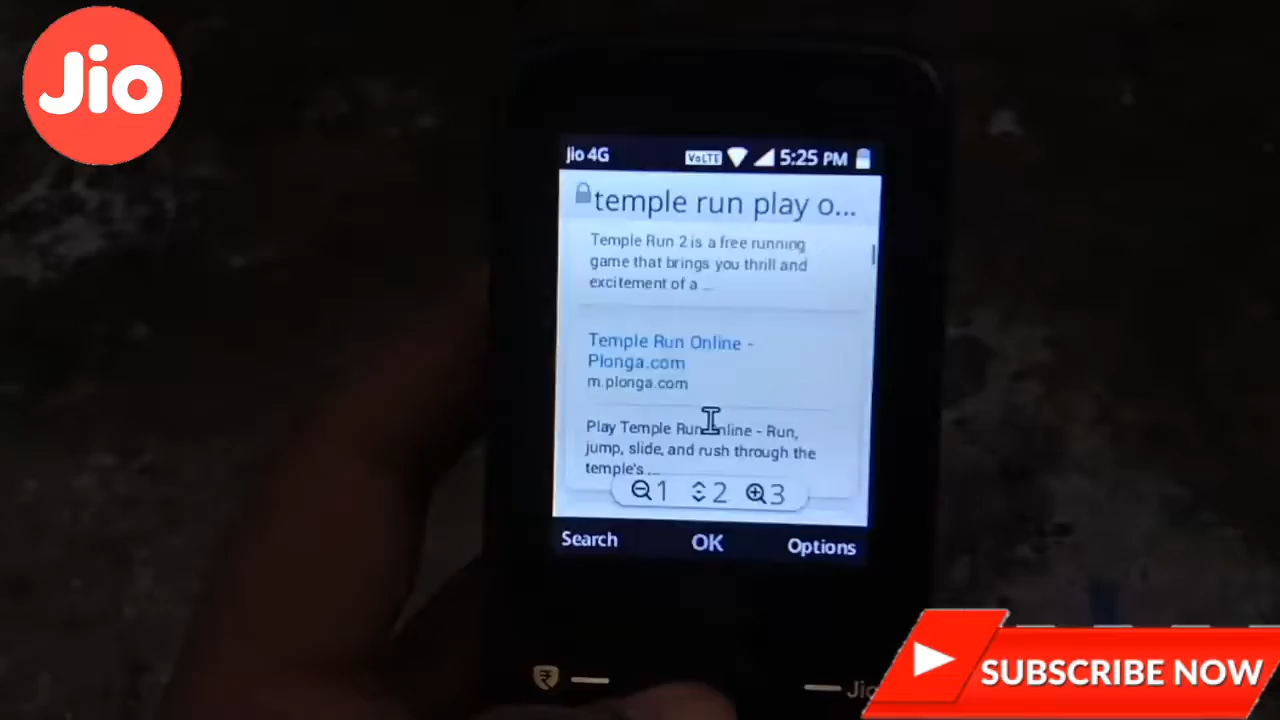 Jio
Jio 4G VoLTE 5:25 PM
temple run play o...
Temple Run 2 is a free running
game that brings you thrill and
excitement of a ...
Temple Run Online -
Plonga.com
m.plonga.com
Play Temple Run Online - Run,
jump, slide, and rush through the
temple's ...
1 2 3
Search OK Options
₹
Jio
SUBSCRIBE NOW